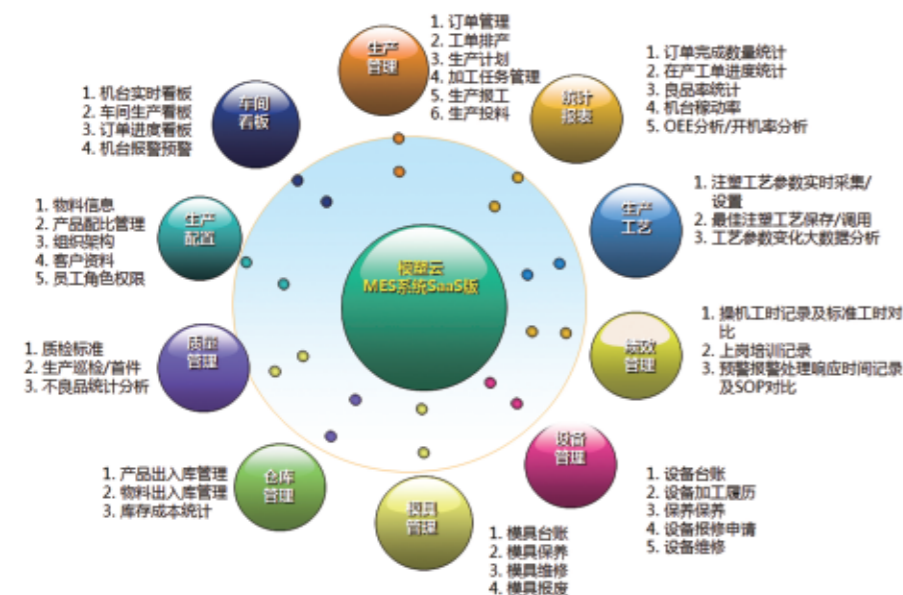 生产
管理
1. 订单管理
2. 工单排产
3. 生产计划
4. 加工任务管理
5. 生产报工
6. 生产投料
统计
报表
1. 订单完成数量统计
2. 在产工单进度统计
3. 良品率统计
4. 机台稼动率
5. OEE分析/开机率分析
生产
工艺
1. 注塑工艺参数实时采集/
设置
2. 最佳注塑工艺保存/调用
3. 工艺参数变化大数据分析
绩效
管理
1. 操机工时记录及标准工时对
比
2. 上岗培训记录
3. 预警报警处理响应时间记录
及SOP对比
设备
管理
1. 设备台账
2. 设备加工履历
3. 保养保养
4. 设备报修申请
5. 设备维修
模具
管理
1. 模具台账
2. 模具保养
3. 模具维修
4. 模具报废
仓库
管理
1. 产品出入库管理
2. 物料出入库管理
3. 库存成本统计
质量
管理
1. 质检标准
2. 生产巡检/首件
3. 不良品统计分析
生产
配置
1. 物料信息
2. 产品配比管理
3. 组织架构
4. 客户资料
5. 员工角色权限
车间
看板
1. 机台实时看板
2. 车间生产看板
3. 订单进度看板
4. 机台报警预警
模塑云
MES系统SaaS版